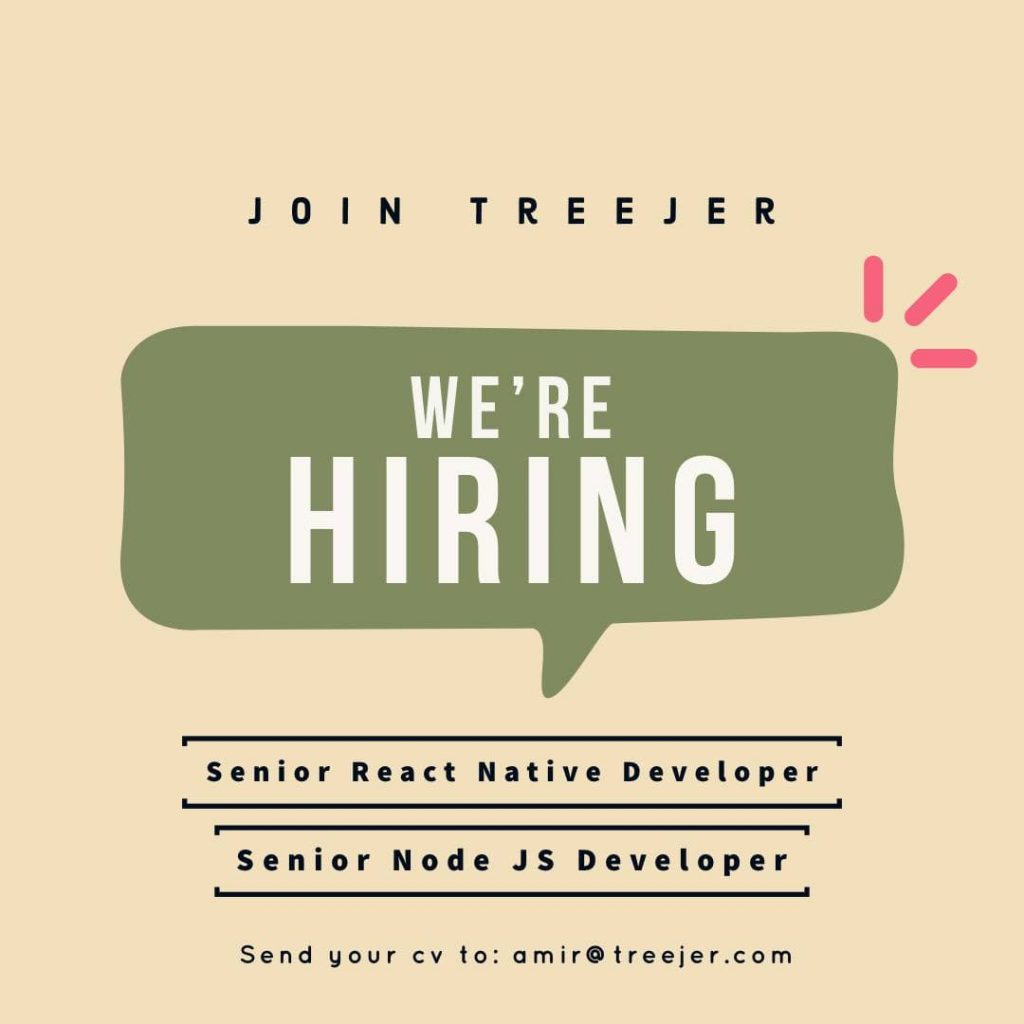 JOIN TREEJER
WE'RE
HIRING
Senior React Native Developer
Senior Node JS Developer
Send your cv to: amir@treejer.com